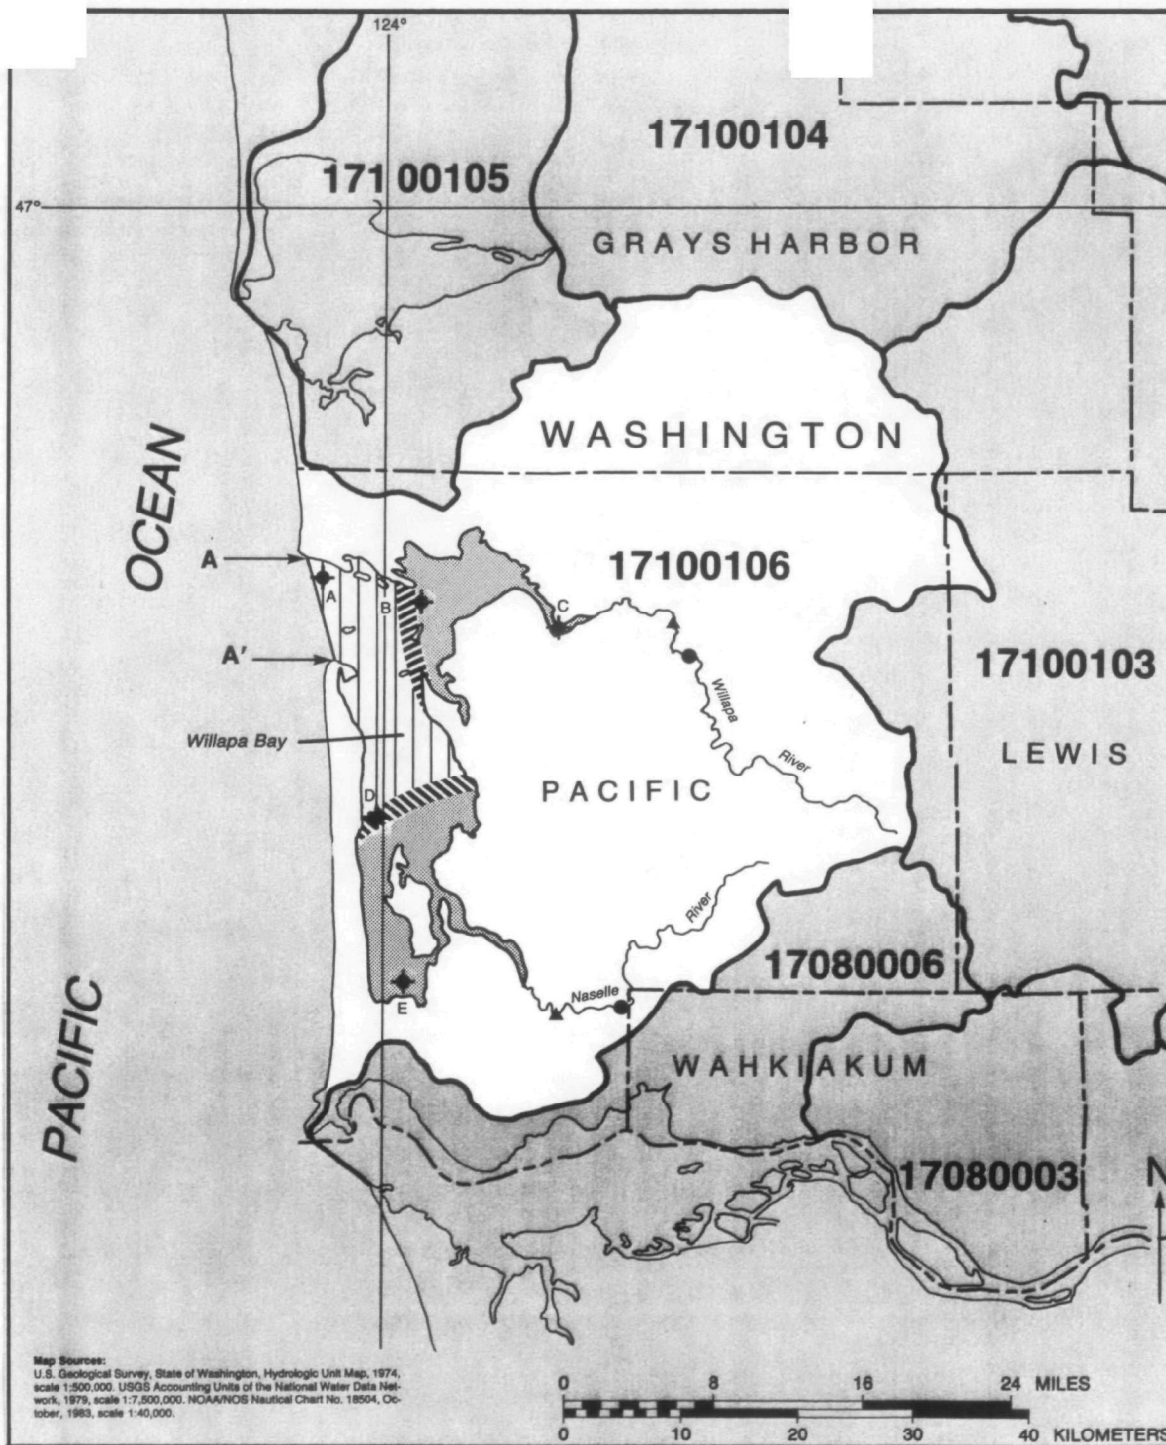 124°
17100104
17100105
47°
GRAYS HARBOR
WASHINGTON
OCEAN
A
17100106
A
B
C
A'
17100103
Willapa
Willapa Bay
River
LEWIS
PACIFIC
D
River
17080006
Naselle
E
WAHKIAKUM
PACIFIC
17080003
N
Map Sources:
U.S. Geological Survey, State of Washington, Hydrologic Unit Map, 1974,
scale 1:500,000. USGS Accounting Units of the National Water Data Net-
work, 1979, scale 1:7,500,000. NOAA/NOS Nautical Chart No. 18504, Oc-
tober, 1983, scale 1:40,000.
0 8 16 24 MILES
0 10 20 30 40 KILOMETERS